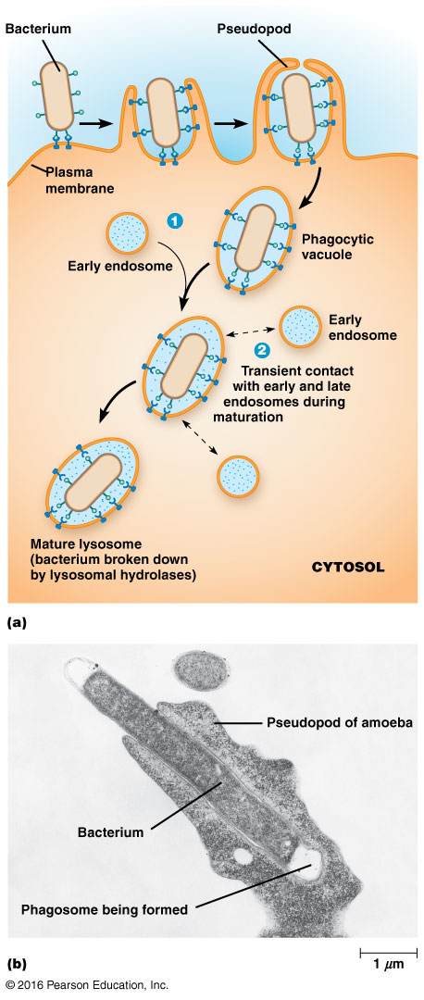 Bacterium
Pseudopod
Plasma
membrane
1
Early endosome
Phagocytic
vacuole
Early
endosome
2
Transient contact
with early and late
endosomes during
maturation
Mature lysosome
(bacterium broken down
by lysosomal hydrolases)
CYTOSOL
(a)
Pseudopod of amoeba
Bacterium
Phagosome being formed
(b)
1 μm
© 2016 Pearson Education, Inc.